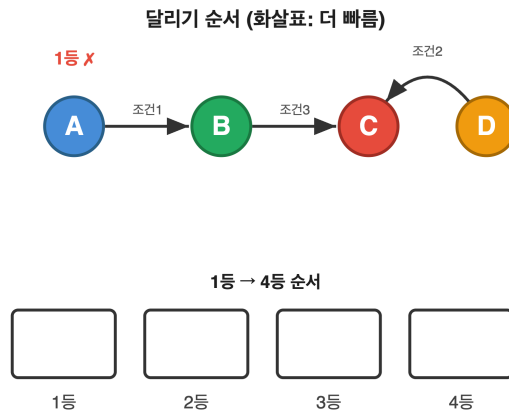 달리기 순서 (화살표: 더 빠름)
1등 ✗
조건2
조건1
조건3
A
B
C
D
1등 → 4등 순서
1등
2등
3등
4등